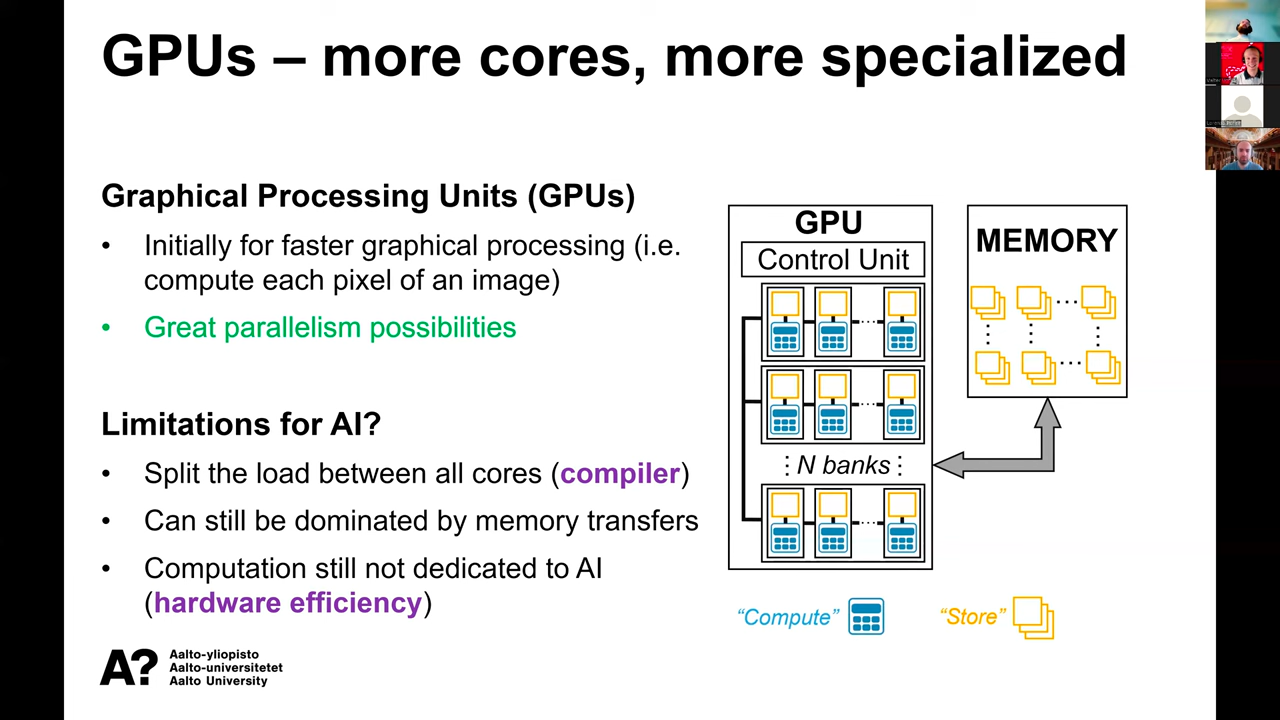 GPUs – more cores, more specialized
Graphical Processing Units (GPUs)
• Initially for faster graphical processing (i.e.
compute each pixel of an image)
• Great parallelism possibilities
Limitations for AI?
• Split the load between all cores (compiler)
• Can still be dominated by memory transfers
• Computation still not dedicated to AI
(hardware efficiency)
GPU
Control Unit
N banks
MEMORY
“Compute”
“Store”
A?
Aalto-yliopisto
Aalto-universitetet
Aalto University